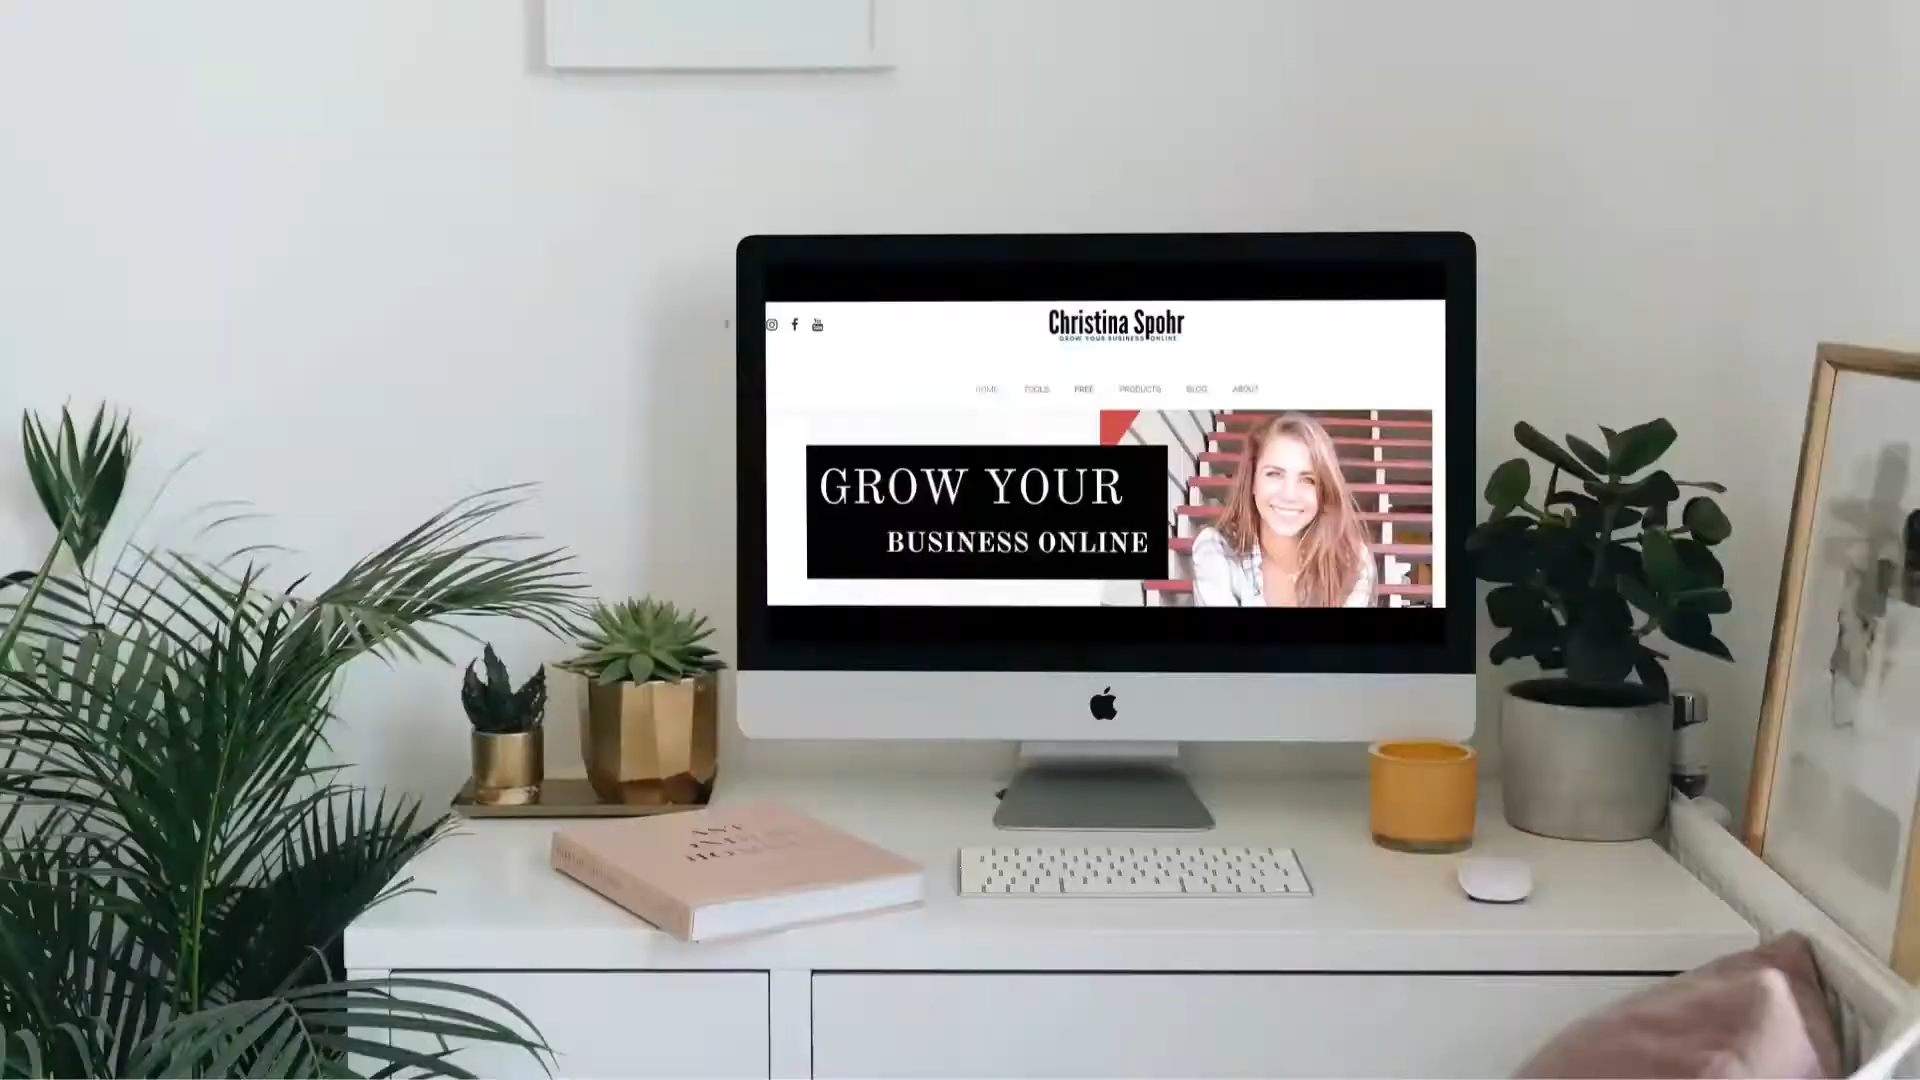 Christina Spohr
GROW YOUR BUSINESS ONLINE
HOME TOOLS FREE PRODUCTS BLOG ABOUT
GROW YOUR
BUSINESS ONLINE